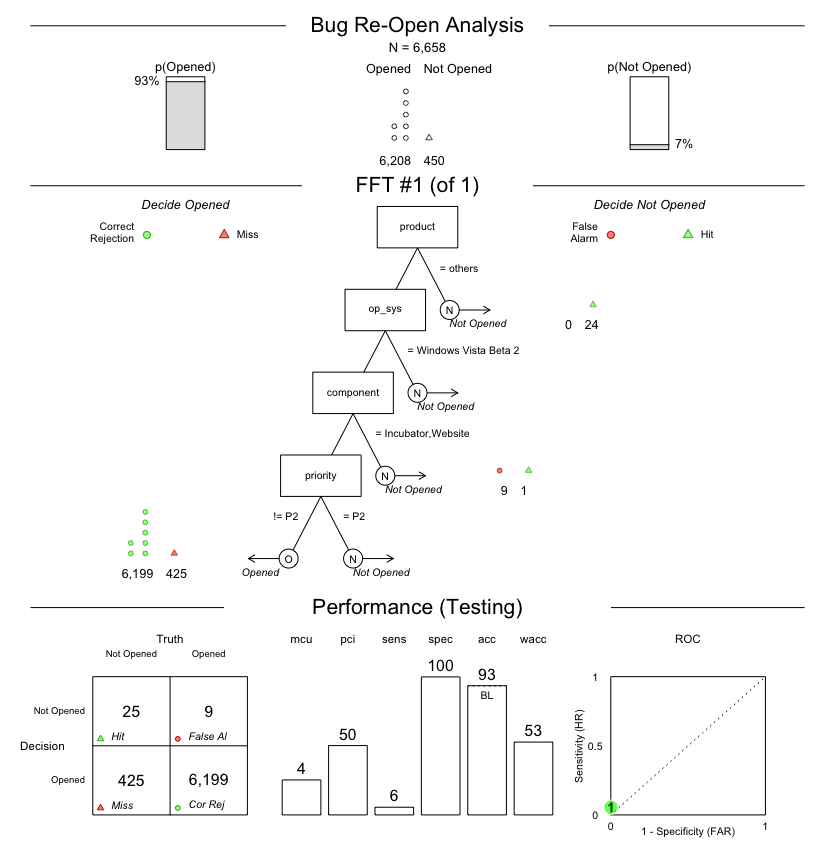 Bug Re-Open Analysis
N = 6,658
p(Opened)
93%
Opened Not Opened
6,208 450
p(Not Opened)
7%
FFT #1 (of 1)
Decide Opened
Correct
Rejection
Miss
Decide Not Opened
False
Alarm
Hit
product
= others
op_sys
N
Not Opened
0 24
= Windows Vista Beta 2
component
N
Not Opened
= Incubator,Website
priority
N
Not Opened
9 1
!= P2
= P2
O
Opened
N
Not Opened
6,199 425
Performance (Testing)
Truth
Not Opened Opened
Decision
Not Opened
25
Hit
9
False Al
Opened
425
Miss
6,199
Cor Rej
mcu pci sens spec acc wacc
4 50 6 100 93 53
BL
ROC
Sensitivity (HR)
1
0.5
0
1
0 1
1 - Specificity (FAR)